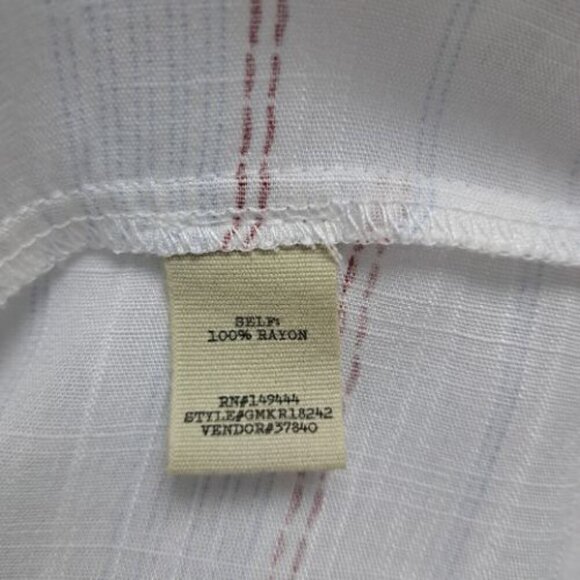 SELF:
100% RAYON
RN#149444
STYLE#GMKR18242
VENDOR#37840